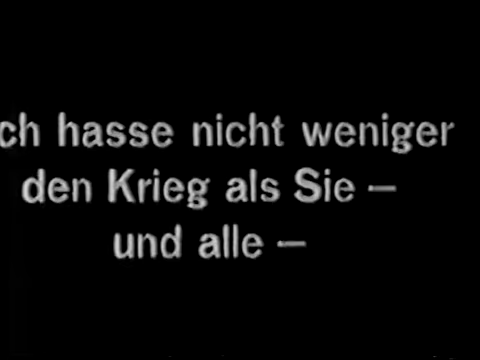 ch hasse nicht weniger
den Krieg als Sie –
und alle –